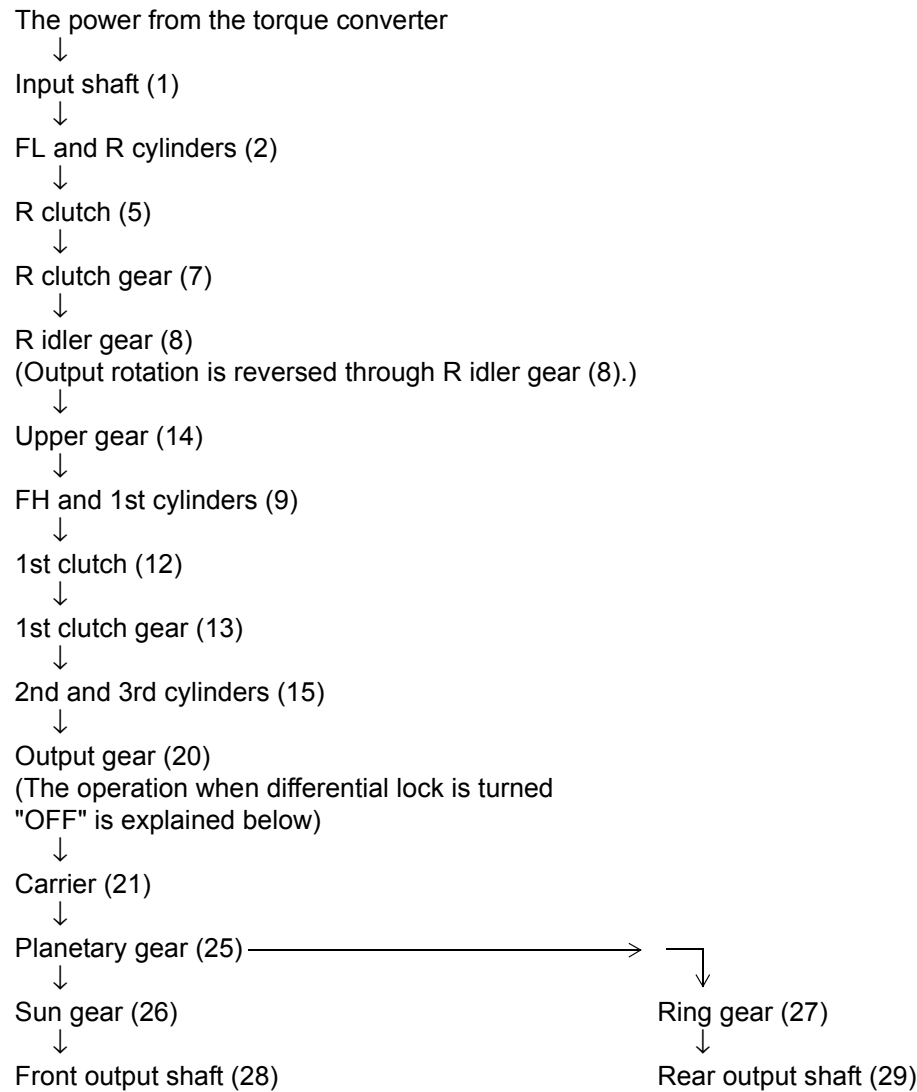 The power from the torque converter
↓
Input shaft (1)
↓
FL and R cylinders (2)
↓
R clutch (5)
↓
R clutch gear (7)
↓
R idler gear (8)
(Output rotation is reversed through R idler gear (8).)
↓
Upper gear (14)
↓
FH and 1st cylinders (9)
↓
1st clutch (12)
↓
1st clutch gear (13)
↓
2nd and 3rd cylinders (15)
↓
Output gear (20)
(The operation when differential lock is turned
"OFF" is explained below)
↓
Carrier (21)
↓
Planetary gear (25)
↓
Sun gear (26) Ring gear (27)
↓ ↓
Front output shaft (28) Rear output shaft (29)